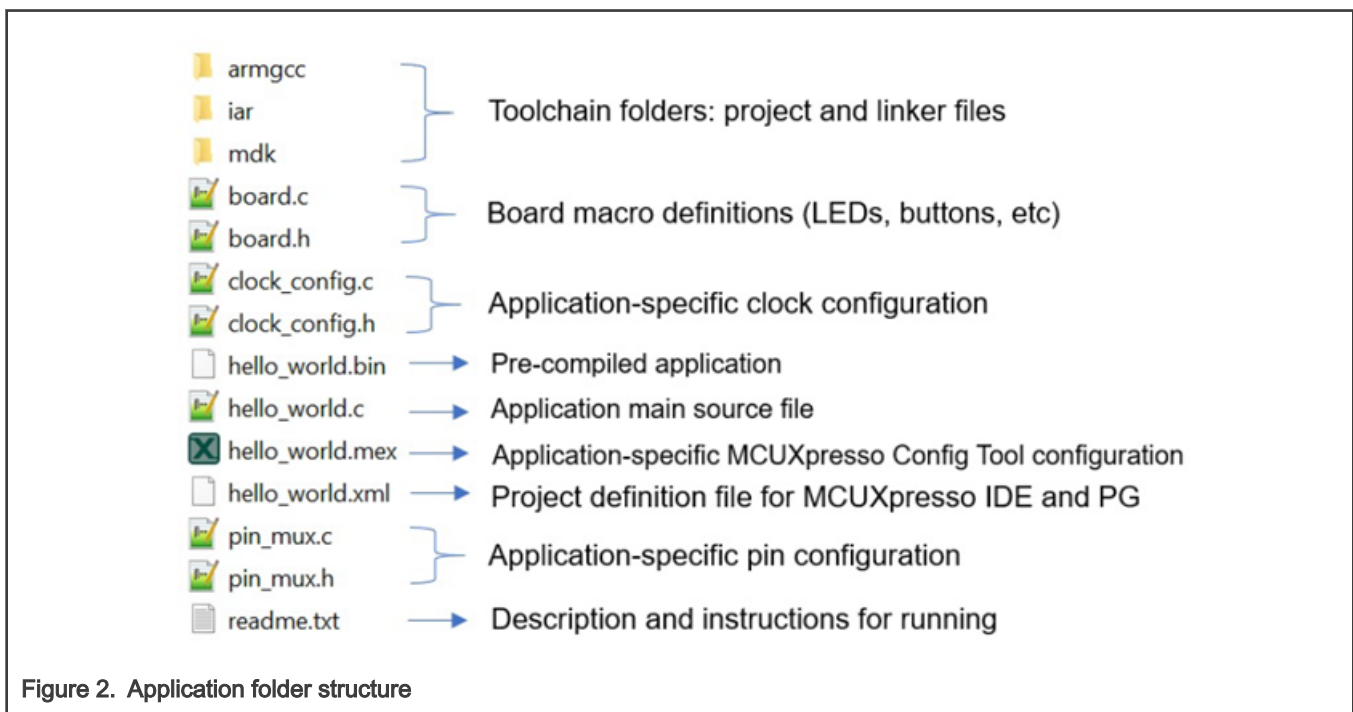 armgcc
iar
Toolchain folders: project and linker files
mdk
board.c
Board macro definitions (LEDs, buttons, etc)
board.h
clock_config.c
Application-specific clock configuration
clock_config.h
hello_world.bin Pre-compiled application
hello_world.c Application main source file
hello_world.mex Application-specific MCUXpresso Config Tool configuration
hello_world.xml Project definition file for MCUXpresso IDE and PG
pin_mux.c
Application-specific pin configuration
pin_mux.h
readme.txt Description and instructions for running
Figure 2. Application folder structure